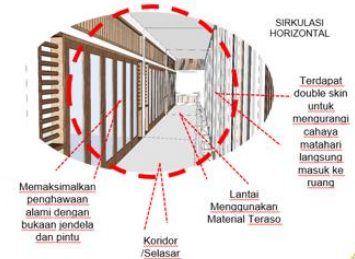 SIRKULASI
HORIZONTAL
Terdapat
double skin
untuk
mengurangi
cahaya
matahari
langsung
masuk ke
ruang
Memaksimalkan
penghawaan
alami dengan
bukaan jendela
dan pintu
Lantai
Menggunakan
Material Teraso
Koridor
/Selasar